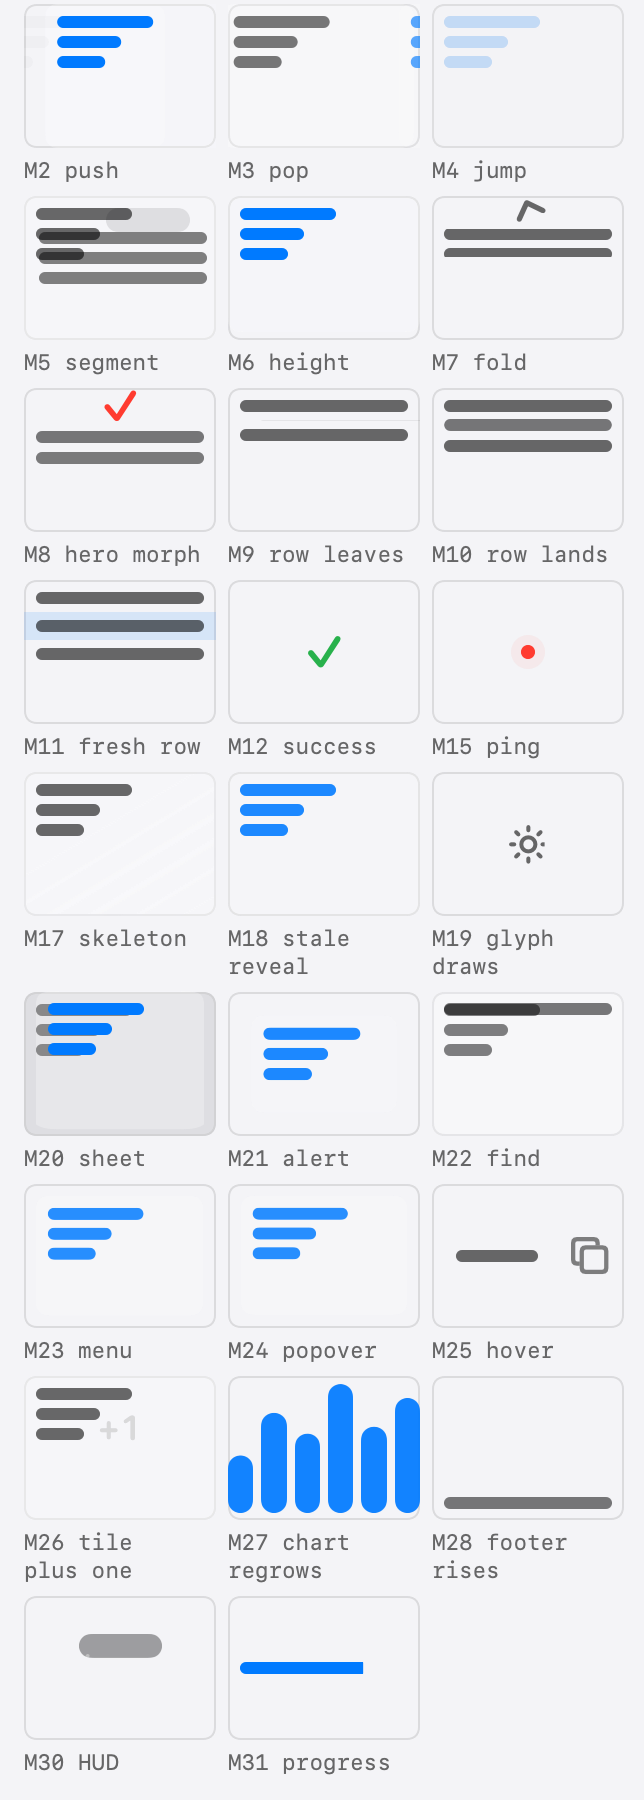 M2 push
M3 pop
M4 jump
M5 segment
M6 height
M7 fold
M8 hero morph
M9 row leaves
M10 row lands
M11 fresh row
M12 success
M15 ping
M17 skeleton
M18 stale
reveal
M19 glyph
draws
M20 sheet
M21 alert
M22 find
M23 menu
M24 popover
M25 hover
+1
M26 tile
plus one
M27 chart
regrows
M28 footer
rises
M30 HUD
M31 progress